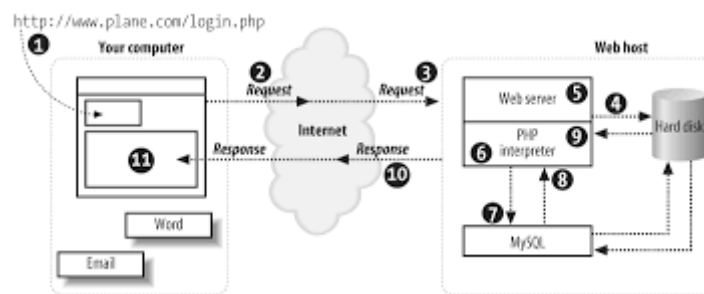 http://www.plane.com/login.php
1
Your computer
Web host
2
Request
3
Request
Web server
5
4
Internet
Hard disk
PHP
interpreter
9
6
11
Response
Response
10
8
7
Word
MySQL
Email